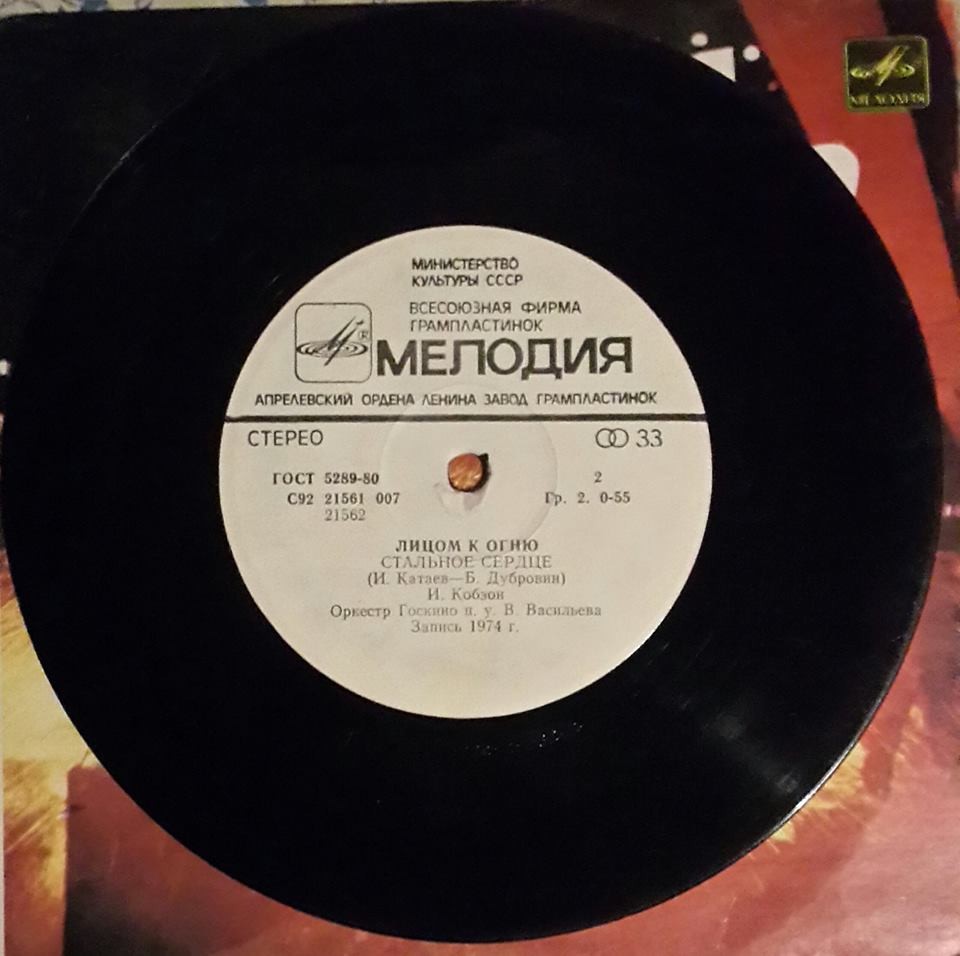 МЕЛОДИЯ
МИНИСТЕРСТВО
КУЛЬТУРЫ СССР
ВСЕСОЮЗНАЯ ФИРМА
ГРАМПЛАСТИНОК
МЕЛОДИЯ
АПРЕЛЕВСКИЙ ОРДЕНА ЛЕНИНА ЗАВОД ГРАМПЛАСТИНОК
СТЕРЕО 33
ГОСТ 5289-80 2
С92 21561 007 Гр. 2. 0-55
21562
ЛИЦОМ К ОГНЮ
СТАЛЬНОЕ СЕРДЦЕ
(И. Катаев—Б. Дубровин)
И. Кобзон
Оркестр Госкино п. у. В. Васильева
Запись 1974 г.